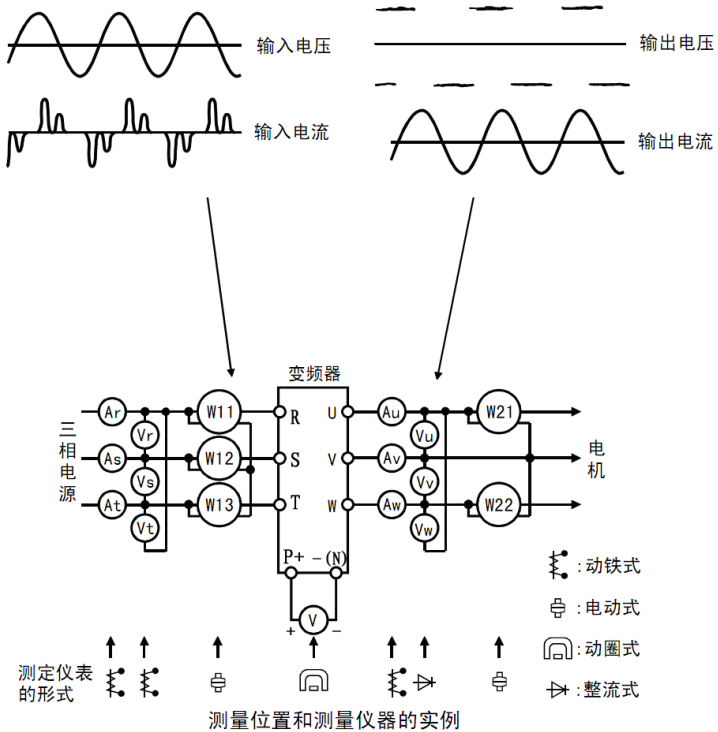 输入电压
输出电压
输入电流
输出电流
变频器
三相电源
Ar
W11
R
U
Au
W21
Vr
Vu
As
W12
S
V
Av
电机
Vs
Vv
At
W13
T
W
Aw
W22
Vt
Vw
P+ -(N)
+ V -
:动铁式
:电动式
:动圈式
:整流式
测定仪表
的形式
测量位置和测量仪器的实例